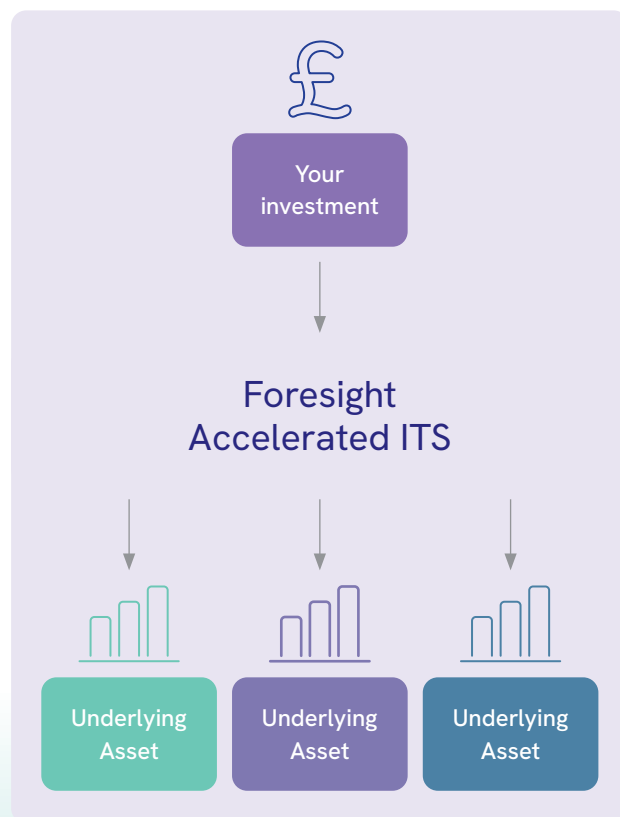 £
Your
investment
Foresight
Accelerated ITS
Underlying
Asset
Underlying
Asset
Underlying
Asset